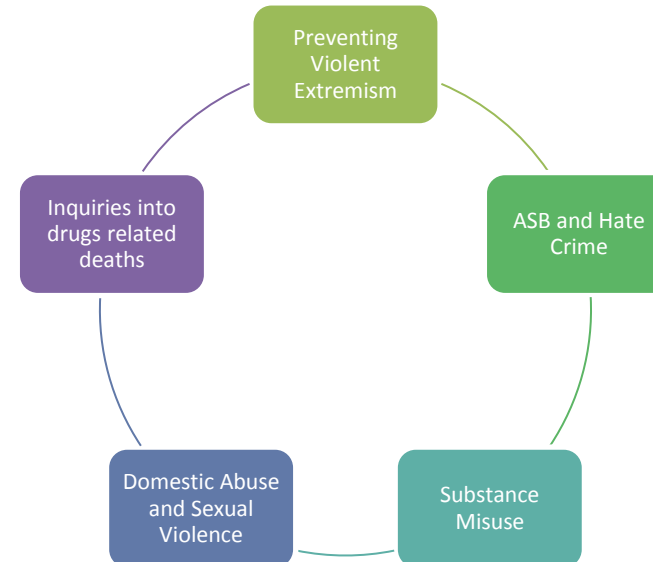 Preventing
Violent
Extremism
ASB and Hate
Crime
Substance
Misuse
Domestic Abuse
and Sexual
Violence
Inquiries into
drugs related
deaths